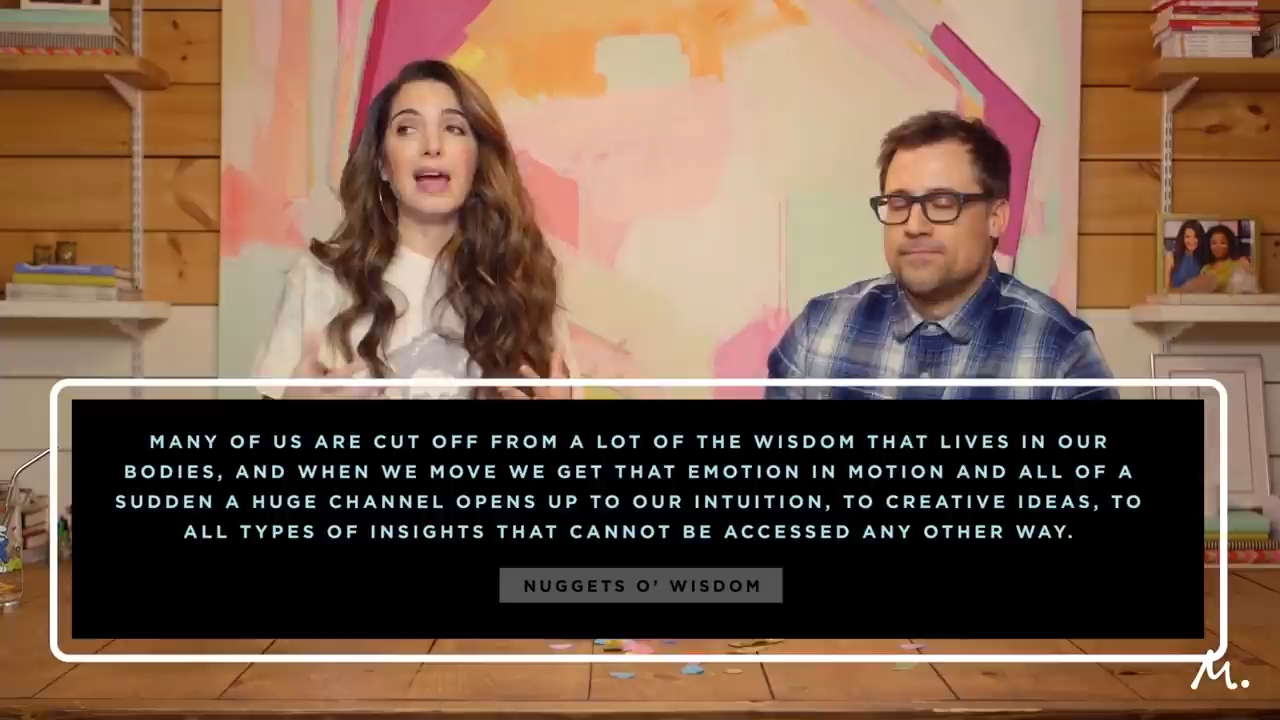 MANY OF US ARE CUT OFF FROM A LOT OF THE WISDOM THAT LIVES IN OUR
BODIES, AND WHEN WE MOVE WE GET THAT EMOTION IN MOTION AND ALL OF A
SUDDEN A HUGE CHANNEL OPENS UP TO OUR INTUITION, TO CREATIVE IDEAS, TO
ALL TYPES OF INSIGHTS THAT CANNOT BE ACCESSED ANY OTHER WAY.
NUGGETS O' WISDOM
M.